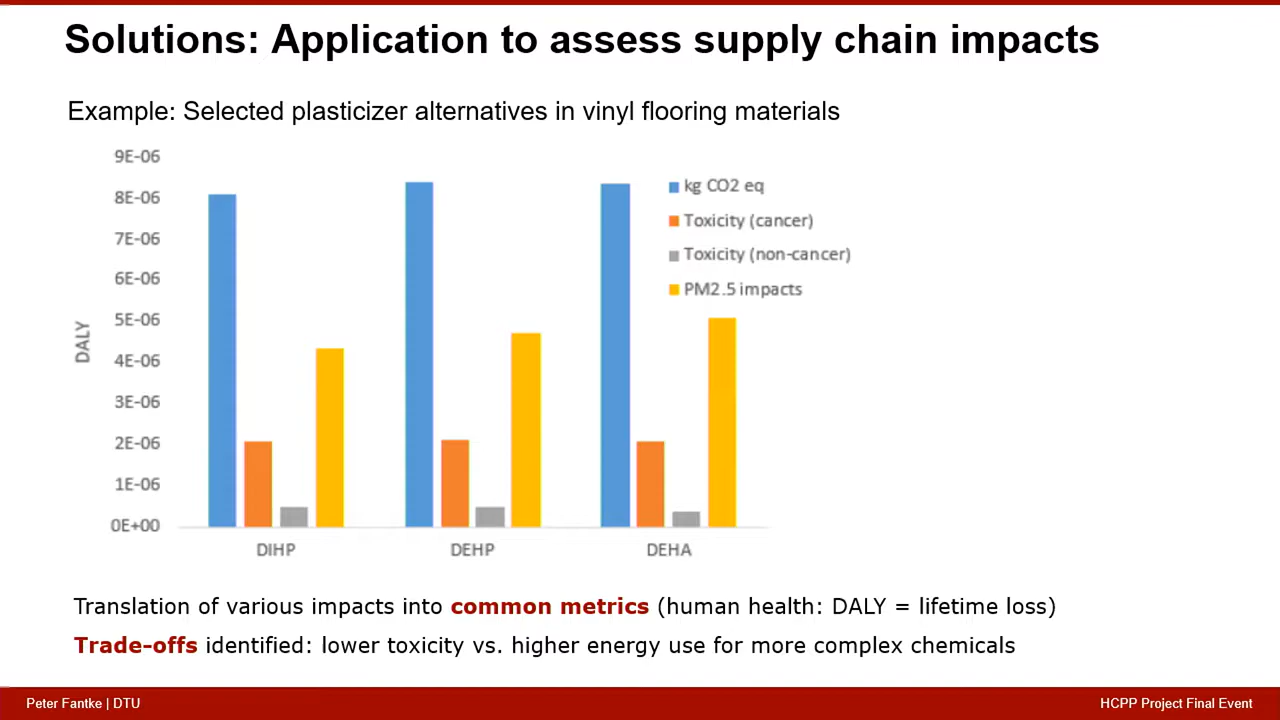 Solutions: Application to assess supply chain impacts
Example: Selected plasticizer alternatives in vinyl flooring materials
9E-06
8E-06
7E-06
6E-06
5E-06
4E-06
3E-06
2E-06
1E-06
0E+00
DALY
kg CO2 eq
Toxicity (cancer)
Toxicity (non-cancer)
PM2.5 impacts
DIHP
DEHP
DEHA
Translation of various impacts into common metrics (human health: DALY = lifetime loss)
Trade-offs identified: lower toxicity vs. higher energy use for more complex chemicals
Peter Fantke | DTU
HCPP Project Final Event